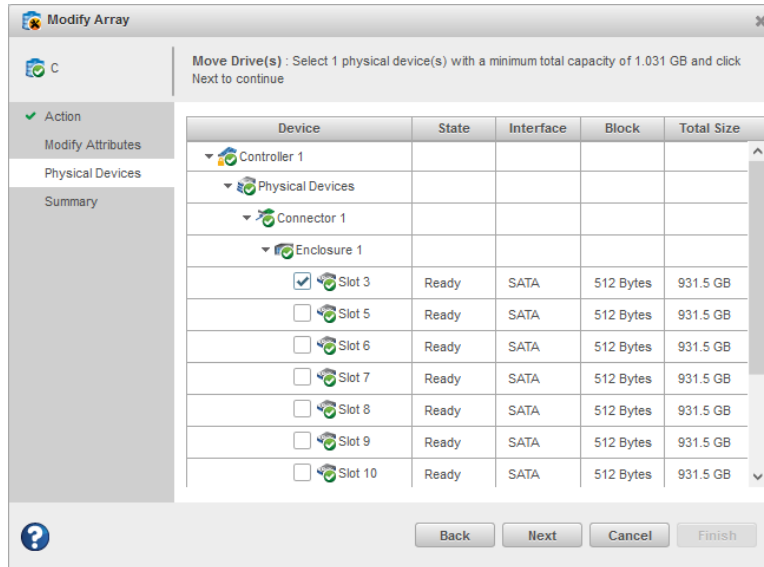 Modify Array
C
Move Drive(s) : Select 1 physical device(s) with a minimum total capacity of 1.031 GB and click
Next to continue
Action
Modify Attributes
Physical Devices
Summary
Device State Interface Block Total Size
Controller 1
Physical Devices
Connector 1
Enclosure 1
Slot 3 Ready SATA 512 Bytes 931.5 GB
Slot 5 Ready SATA 512 Bytes 931.5 GB
Slot 6 Ready SATA 512 Bytes 931.5 GB
Slot 7 Ready SATA 512 Bytes 931.5 GB
Slot 8 Ready SATA 512 Bytes 931.5 GB
Slot 9 Ready SATA 512 Bytes 931.5 GB
Slot 10 Ready SATA 512 Bytes 931.5 GB
? Back Next Cancel Finish